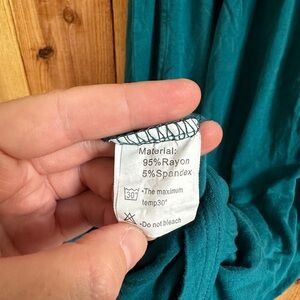 Material:
95%Rayon
5%Spandex
30°
•The maximum
temp30°
•Do not bleach